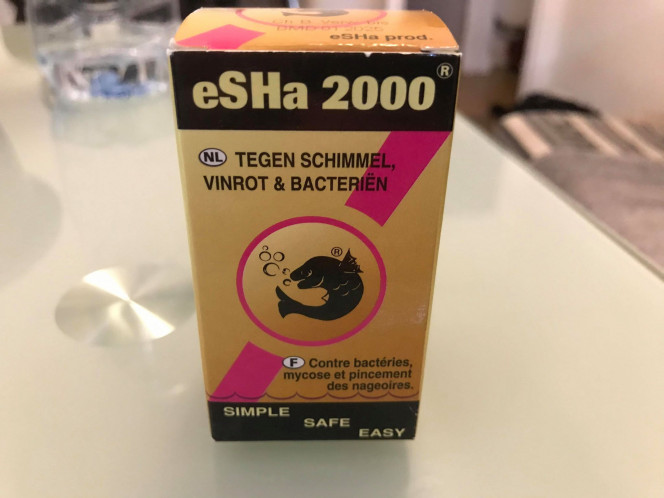 eSHa prod.
eSHa 2000®
NL TEGEN SCHIMMEL,
VINROT & BACTERIËN
®
F Contre bactéries,
mycose et pincement
des nageoires.
SIMPLE
SAFE
EASY